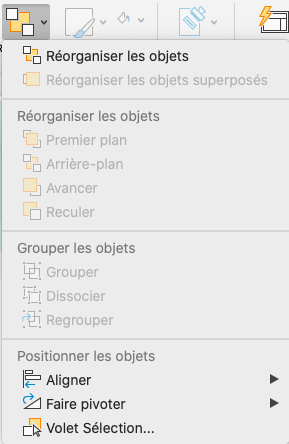 Réorganiser les objets
Réorganiser les objets superposés
Réorganiser les objets
Premier plan
Arrière-plan
Avancer
Reculer
Grouper les objets
Grouper
Dissocier
Regrouper
Positionner les objets
Aligner
Faire pivoter
Volet Sélection...